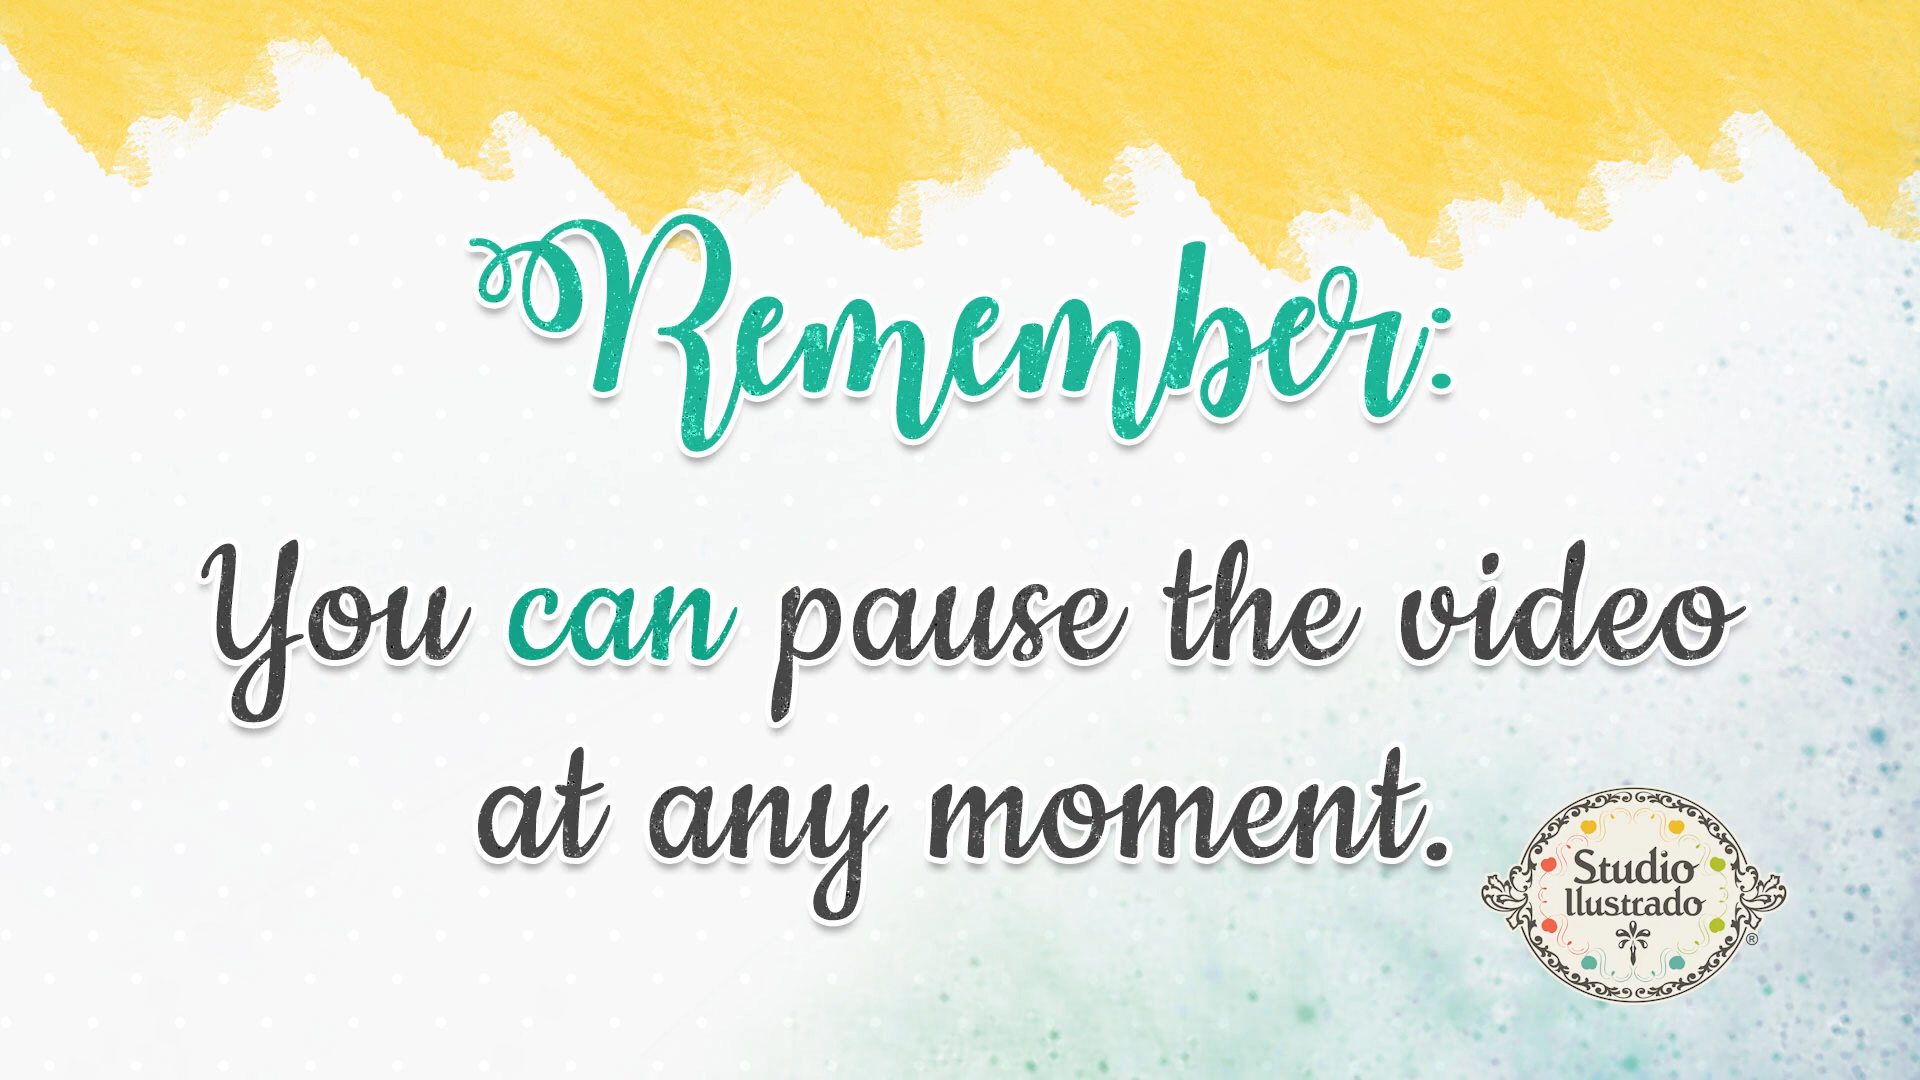 Remember:
You can pause the video
at any moment.
Studio
Ilustrado
®